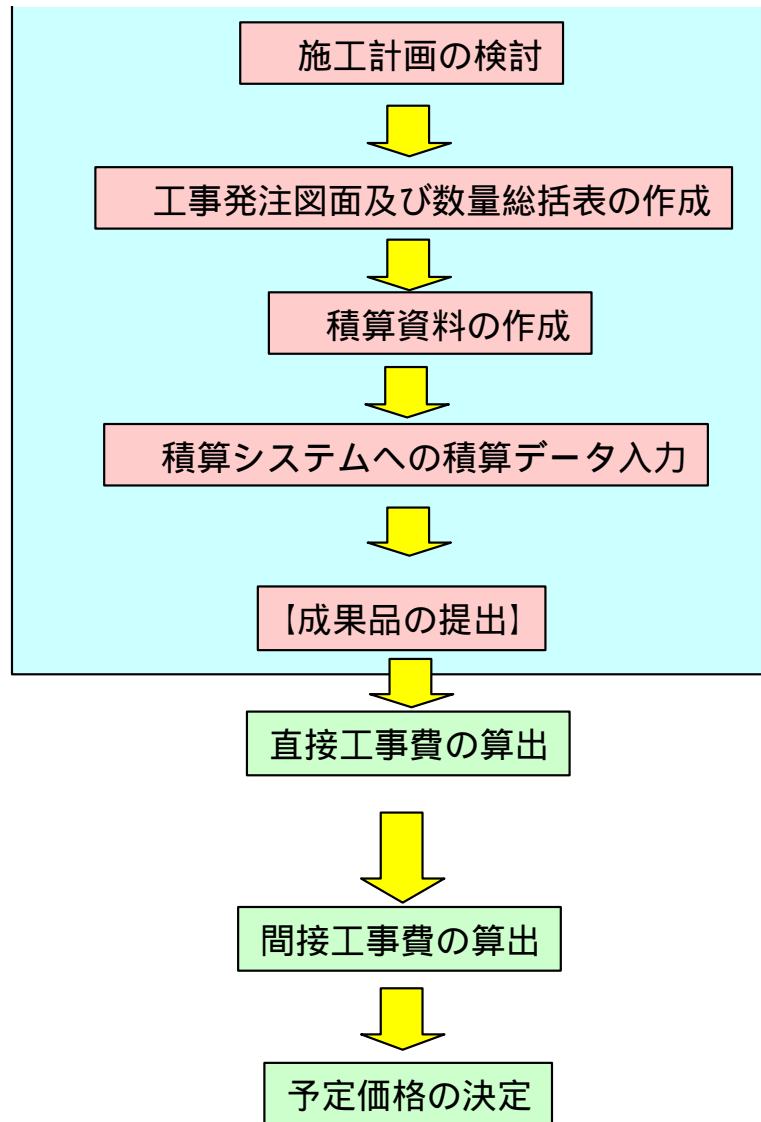 施工計画の検討
工事発注図面及び数量総括表の作成
積算資料の作成
積算システムへの積算データ入力
【成果品の提出】
直接工事費の算出
間接工事費の算出
予定価格の決定